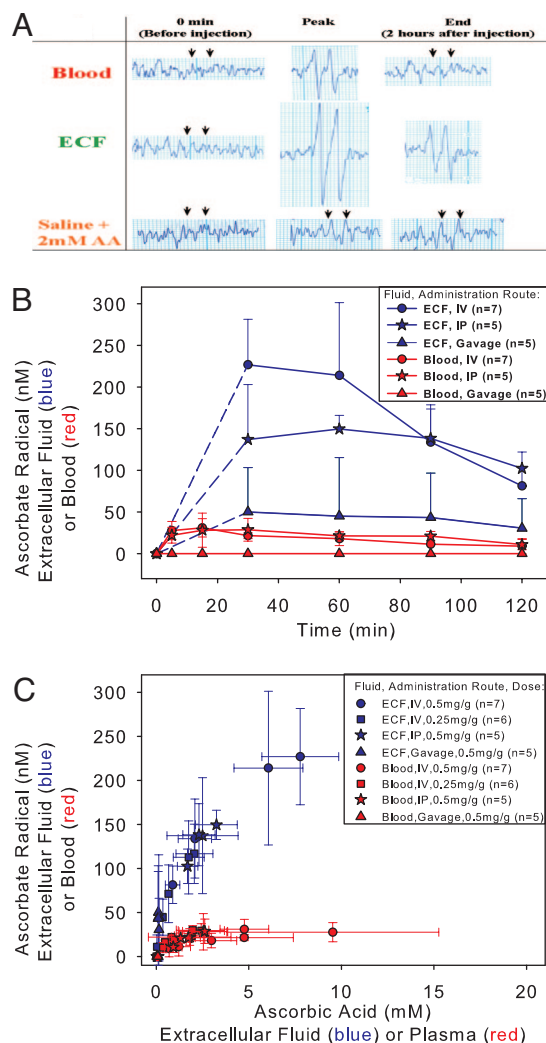 A
0 min
(Before injection)
Peak
End
(2 hours after injection)
Blood
ECF
Saline +
2mM AA
B
Ascorbate Radical (nM)
Extracellular Fluid (blue)
or Blood (red)
300
250
200
150
100
50
0
Fluid, Administration Route:
ECF, IV (n=7)
ECF, IP (n=5)
ECF, Gavage (n=5)
Blood, IV (n=7)
Blood, IP (n=5)
Blood, Gavage (n=5)
0 20 40 60 80 100 120
Time (min)
C
Ascorbate Radical (nM)
Extracellular Fluid (blue)
or Blood (red)
300
200
150
100
50
0
Fluid, Administration Route, Dose:
ECF,IV,0.5mg/g (n=7)
ECF,IV,0.25mg/g (n=6)
ECF,IP,0.5mg/g (n=5)
ECF,Gavage,0.5mg/g (n=5)
Blood,IV,0.5mg/g (n=7)
Blood,IV,0.25mg/g (n=6)
Blood,IP,0.5mg/g (n=5)
Blood,Gavage,0.5mg/g (n=5)
0 5 10 15 20
Ascorbic Acid (mM)
Extracellular Fluid (blue) or Plasma (red)